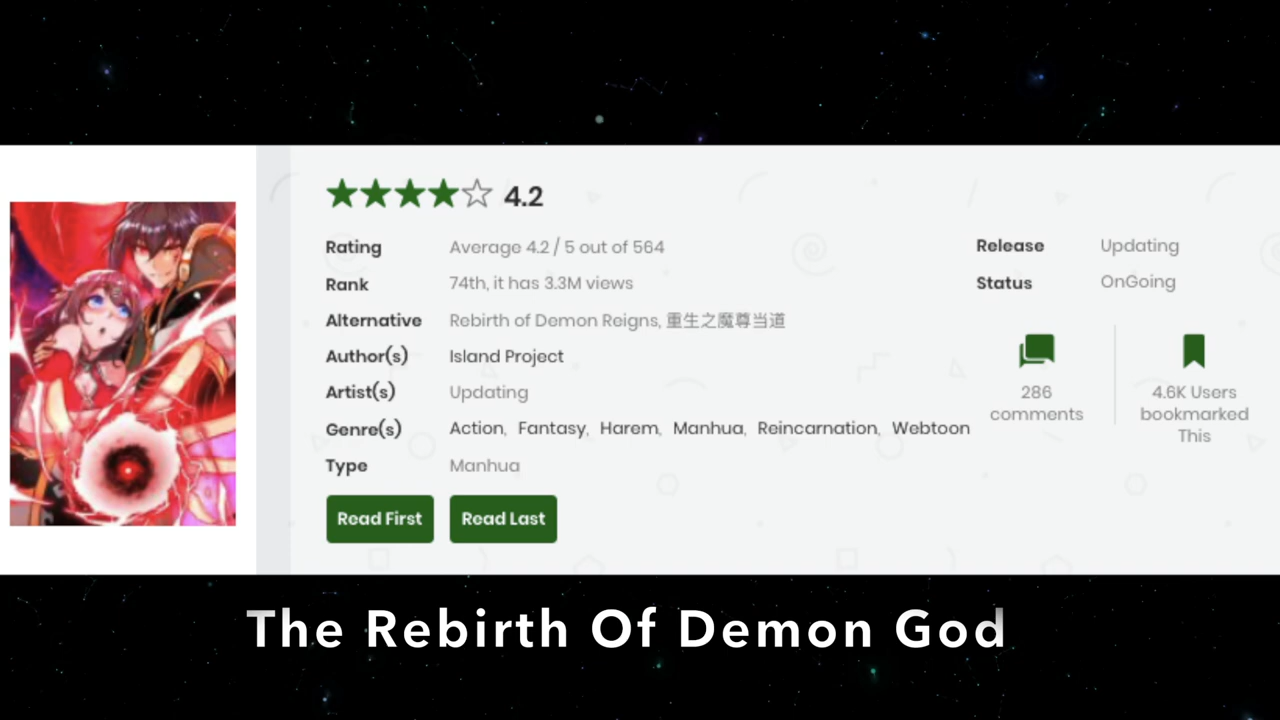 4.2
Rating Average 4.2 / 5 out of 564
Rank 74th, it has 3.3M views
Alternative Rebirth of Demon Reigns, 重生之魔尊当道
Author(s) Island Project
Artist(s) Updating
Genre(s) Action, Fantasy, Harem, Manhua, Reincarnation, Webtoon
Type Manhua
Read First Read Last
Release Updating
Status OnGoing
286
comments
4.6K Users
bookmarked
This
The Rebirth Of Demon God